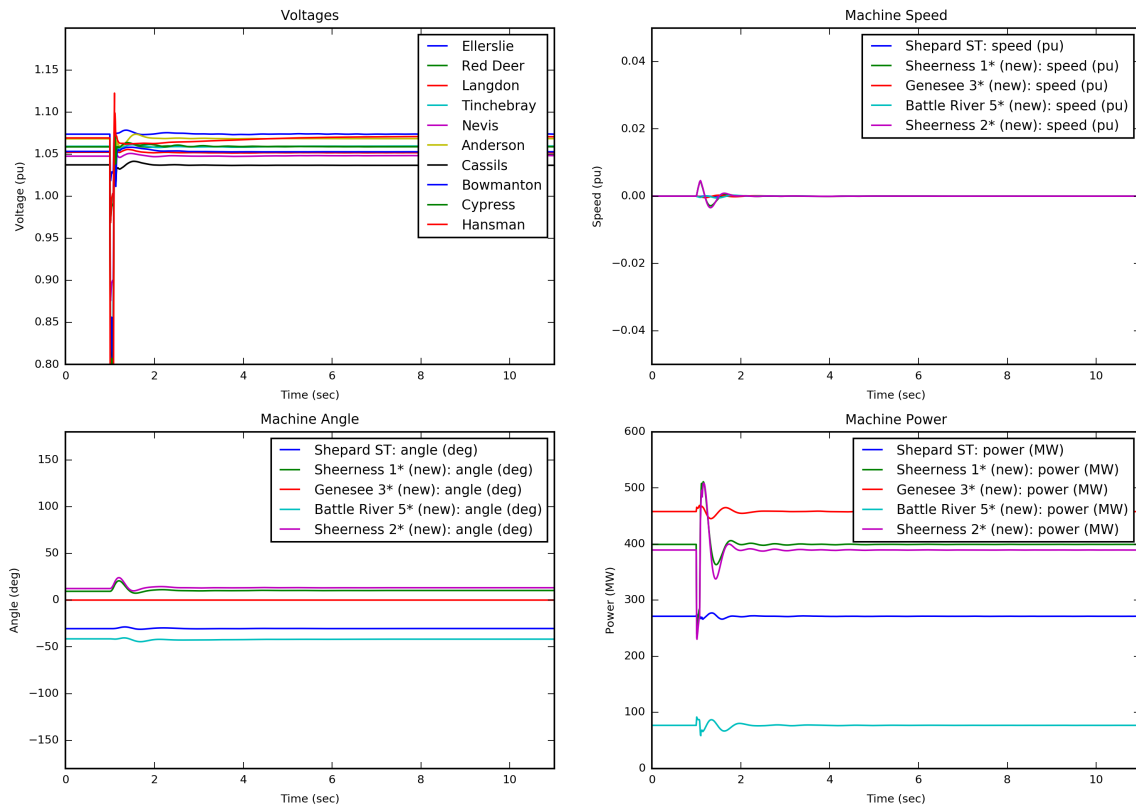 Voltages
1.15
1.10
1.05
1.00
0.95
0.90
0.85
0.80
Voltage (pu)
0
2
4
6
8
10
Time (sec)
Ellerslie
Red Deer
Langdon
Tinchebray
Nevis
Anderson
Cassils
Bowmanton
Cypress
Hansman
Machine Speed
0.04
0.02
0.00
−0.02
−0.04
Speed (pu)
0
2
4
6
8
10
Time (sec)
Shepard ST: speed (pu)
Sheerness 1* (new): speed (pu)
Genesee 3* (new): speed (pu)
Battle River 5* (new): speed (pu)
Sheerness 2* (new): speed (pu)
Machine Angle
150
100
50
0
−50
−100
−150
Angle (deg)
0
2
4
6
8
10
Time (sec)
Shepard ST: angle (deg)
Sheerness 1* (new): angle (deg)
Genesee 3* (new): angle (deg)
Battle River 5* (new): angle (deg)
Sheerness 2* (new): angle (deg)
Machine Power
600
500
400
300
200
100
0
Power (MW)
0
2
4
6
8
10
Time (sec)
Shepard ST: power (MW)
Sheerness 1* (new): power (MW)
Genesee 3* (new): power (MW)
Battle River 5* (new): power (MW)
Sheerness 2* (new): power (MW)